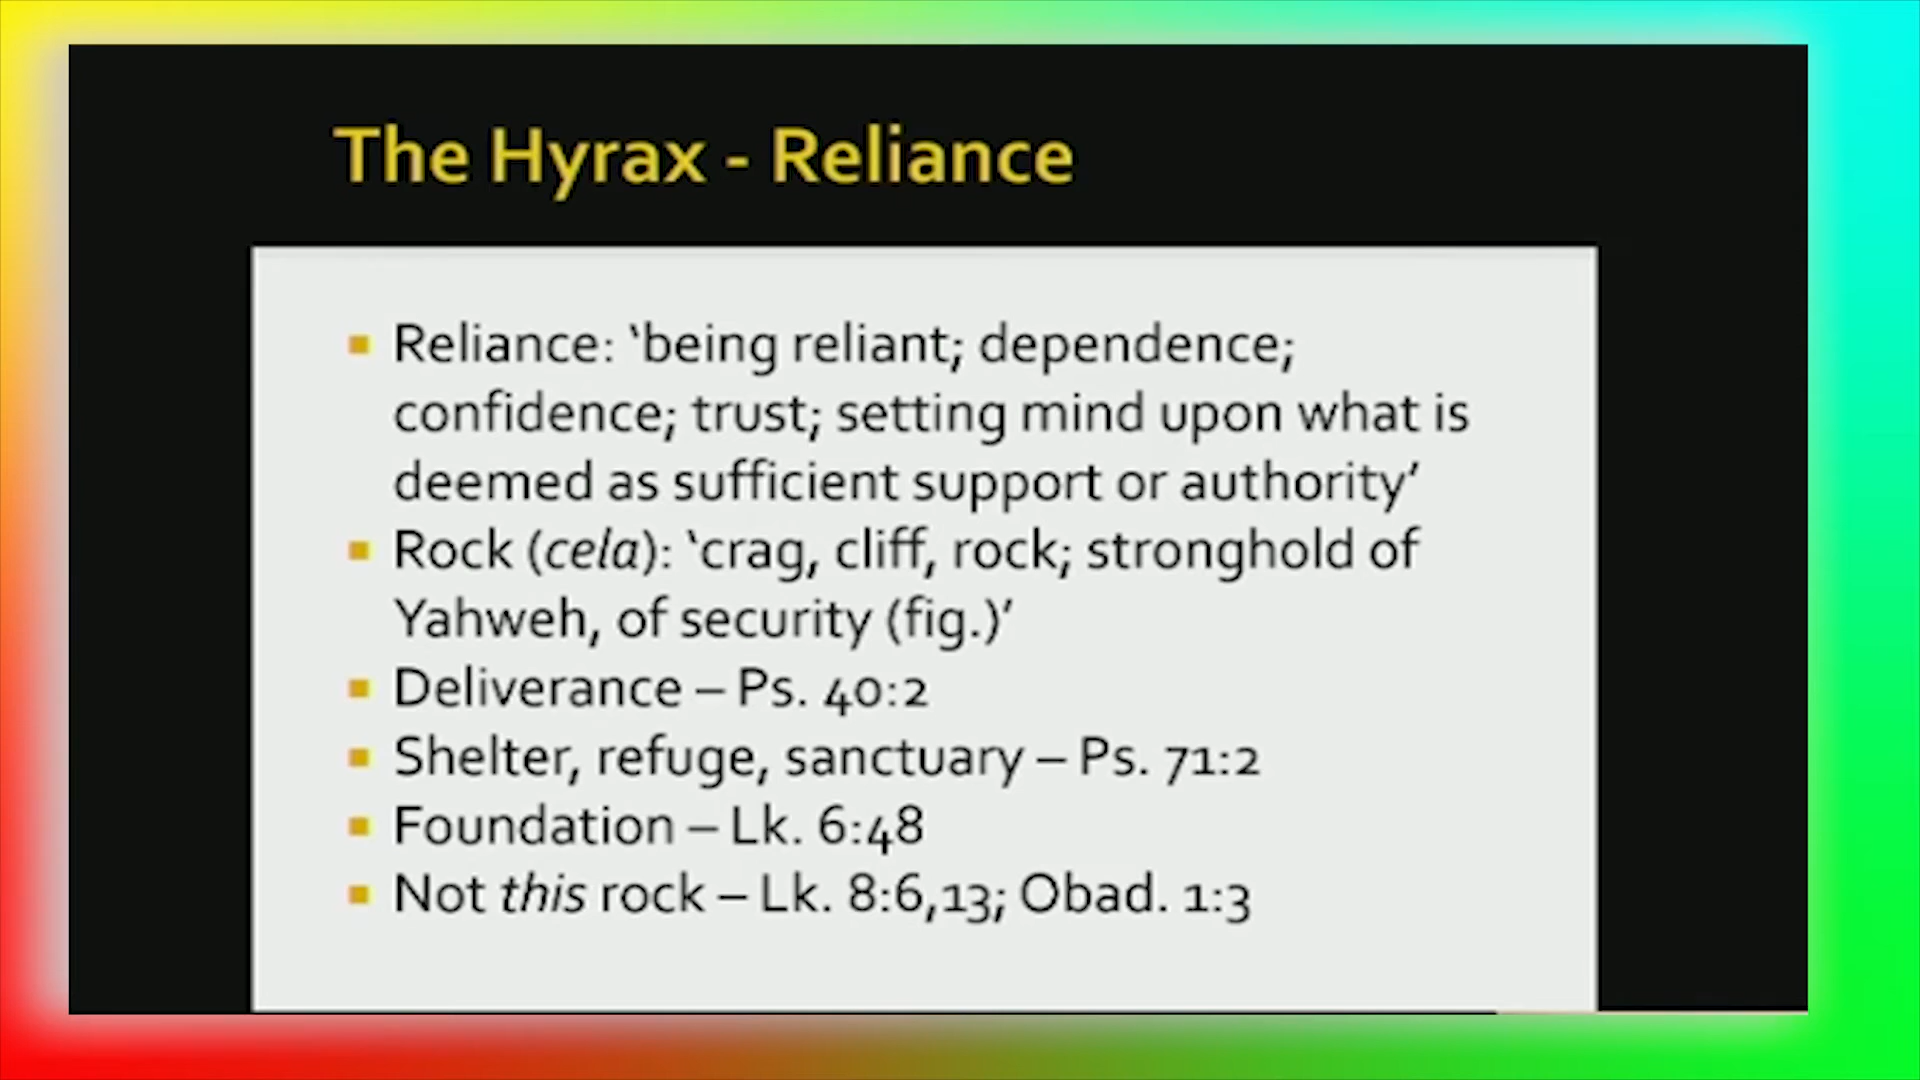 The Hyrax - Reliance
Reliance: ‘being reliant; dependence;
confidence; trust; setting mind upon what is
deemed as sufficient support or authority’
Rock (cela): ‘crag, cliff, rock; stronghold of
Yahweh, of security (fig.)’
Deliverance – Ps. 40:2
Shelter, refuge, sanctuary – Ps. 71:2
Foundation – Lk. 6:48
Not this rock – Lk. 8:6,13; Obad. 1:3